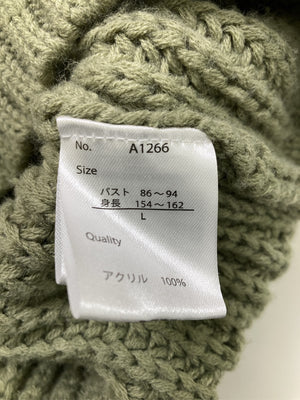 No. A1266
Size
バスト 86～94
身長 154～162
L
Quality
アクリル 100%